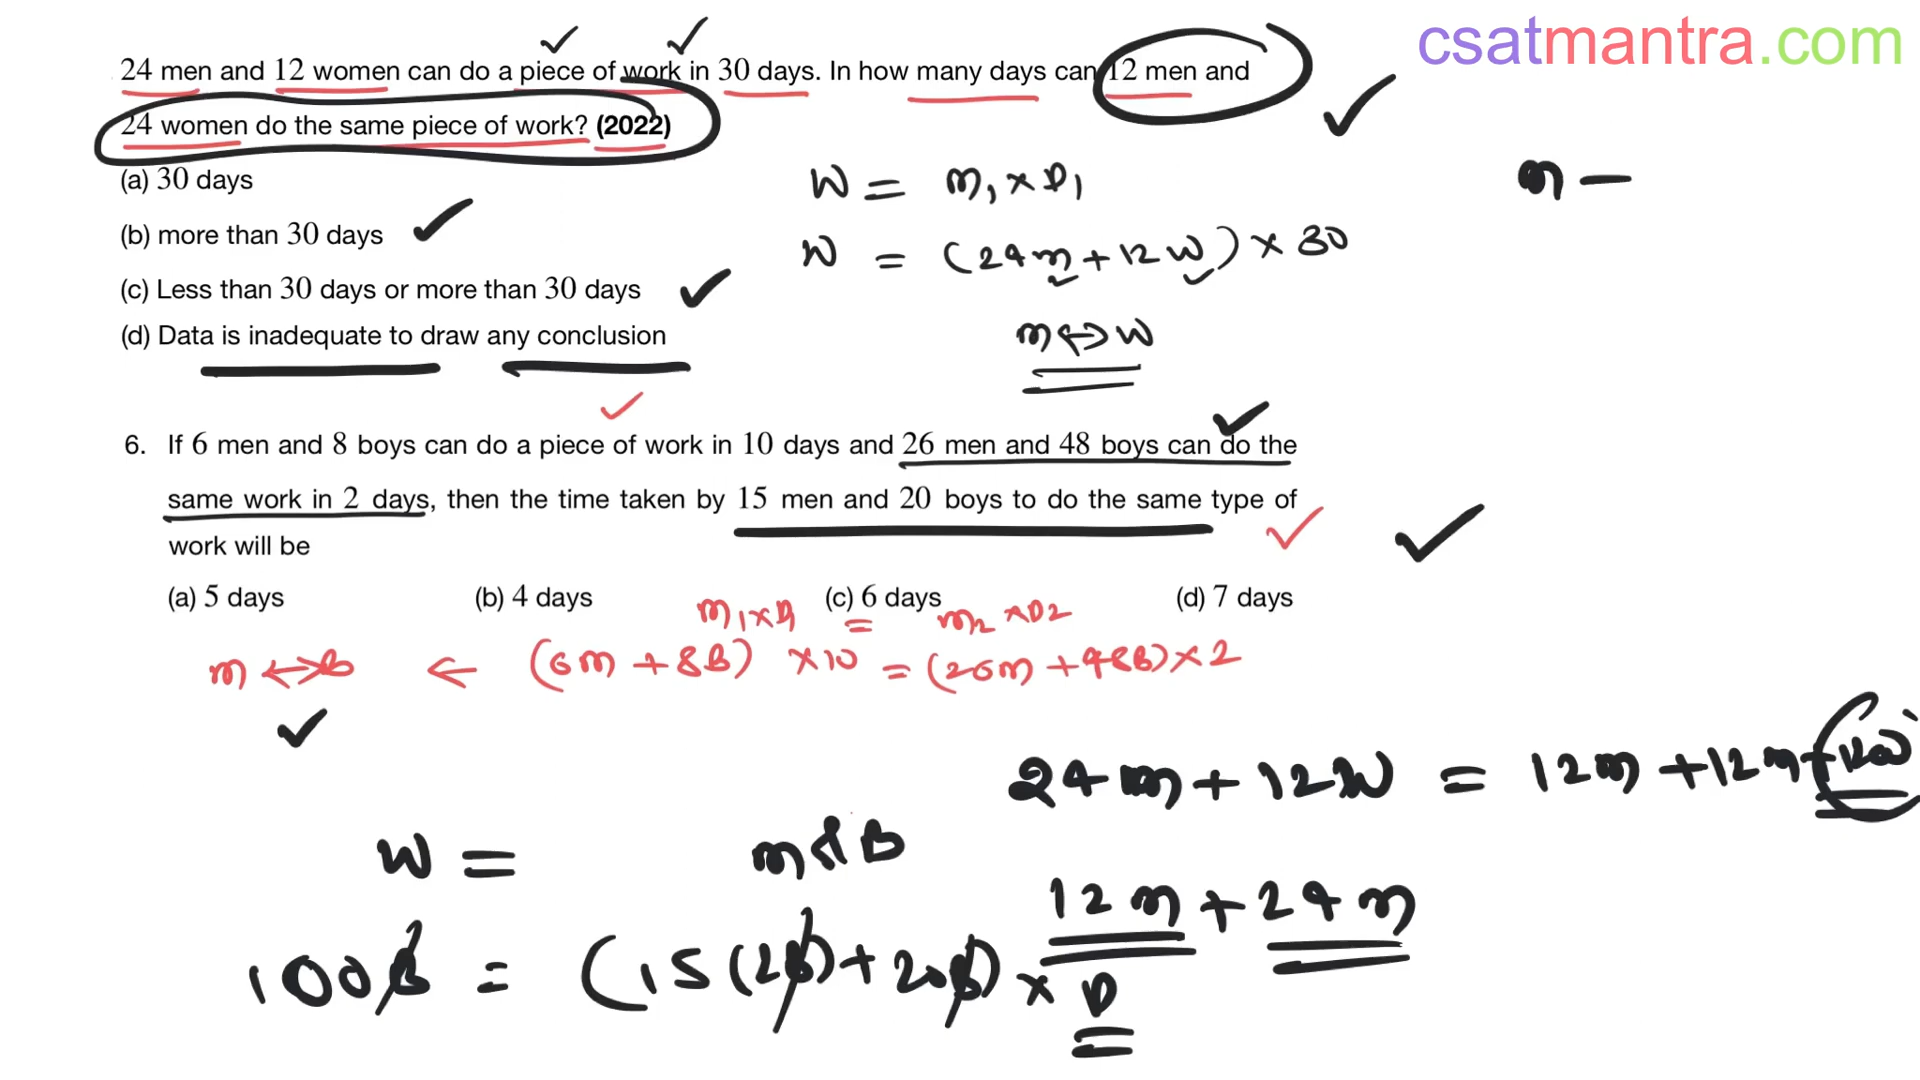 csatmantra.com
24 men and 12 women can do a piece of work in 30 days. In how many days can 12 men and
24 women do the same piece of work? (2022)
(a) 30 days
(b) more than 30 days
(c) Less than 30 days or more than 30 days
(d) Data is inadequate to draw any conclusion
W = m₁ × D₁
m —
W = (24m + 12W) × 30
m ↔ W
6. If 6 men and 8 boys can do a piece of work in 10 days and 26 men and 48 boys can do the
same work in 2 days, then the time taken by 15 men and 20 boys to do the same type of
work will be
(a) 5 days (b) 4 days (c) 6 days (d) 7 days
m₁ × D₁ = m₂ × D2
m ↔ B ← (6m + 8B) × 10 = (26m + 48B) × 2
24m + 12W = 12m + 12m + 12W
W = m & B
12m + 24m
100B = (15(2B) + 20B) × D